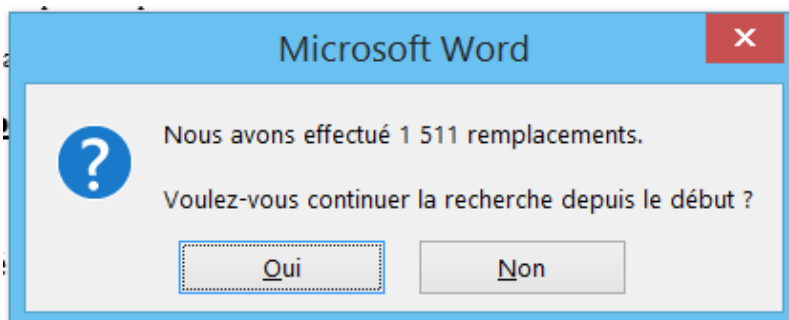 Microsoft Word
Nous avons effectué 1 511 remplacements.
Voulez-vous continuer la recherche depuis le début ?
Oui
Non